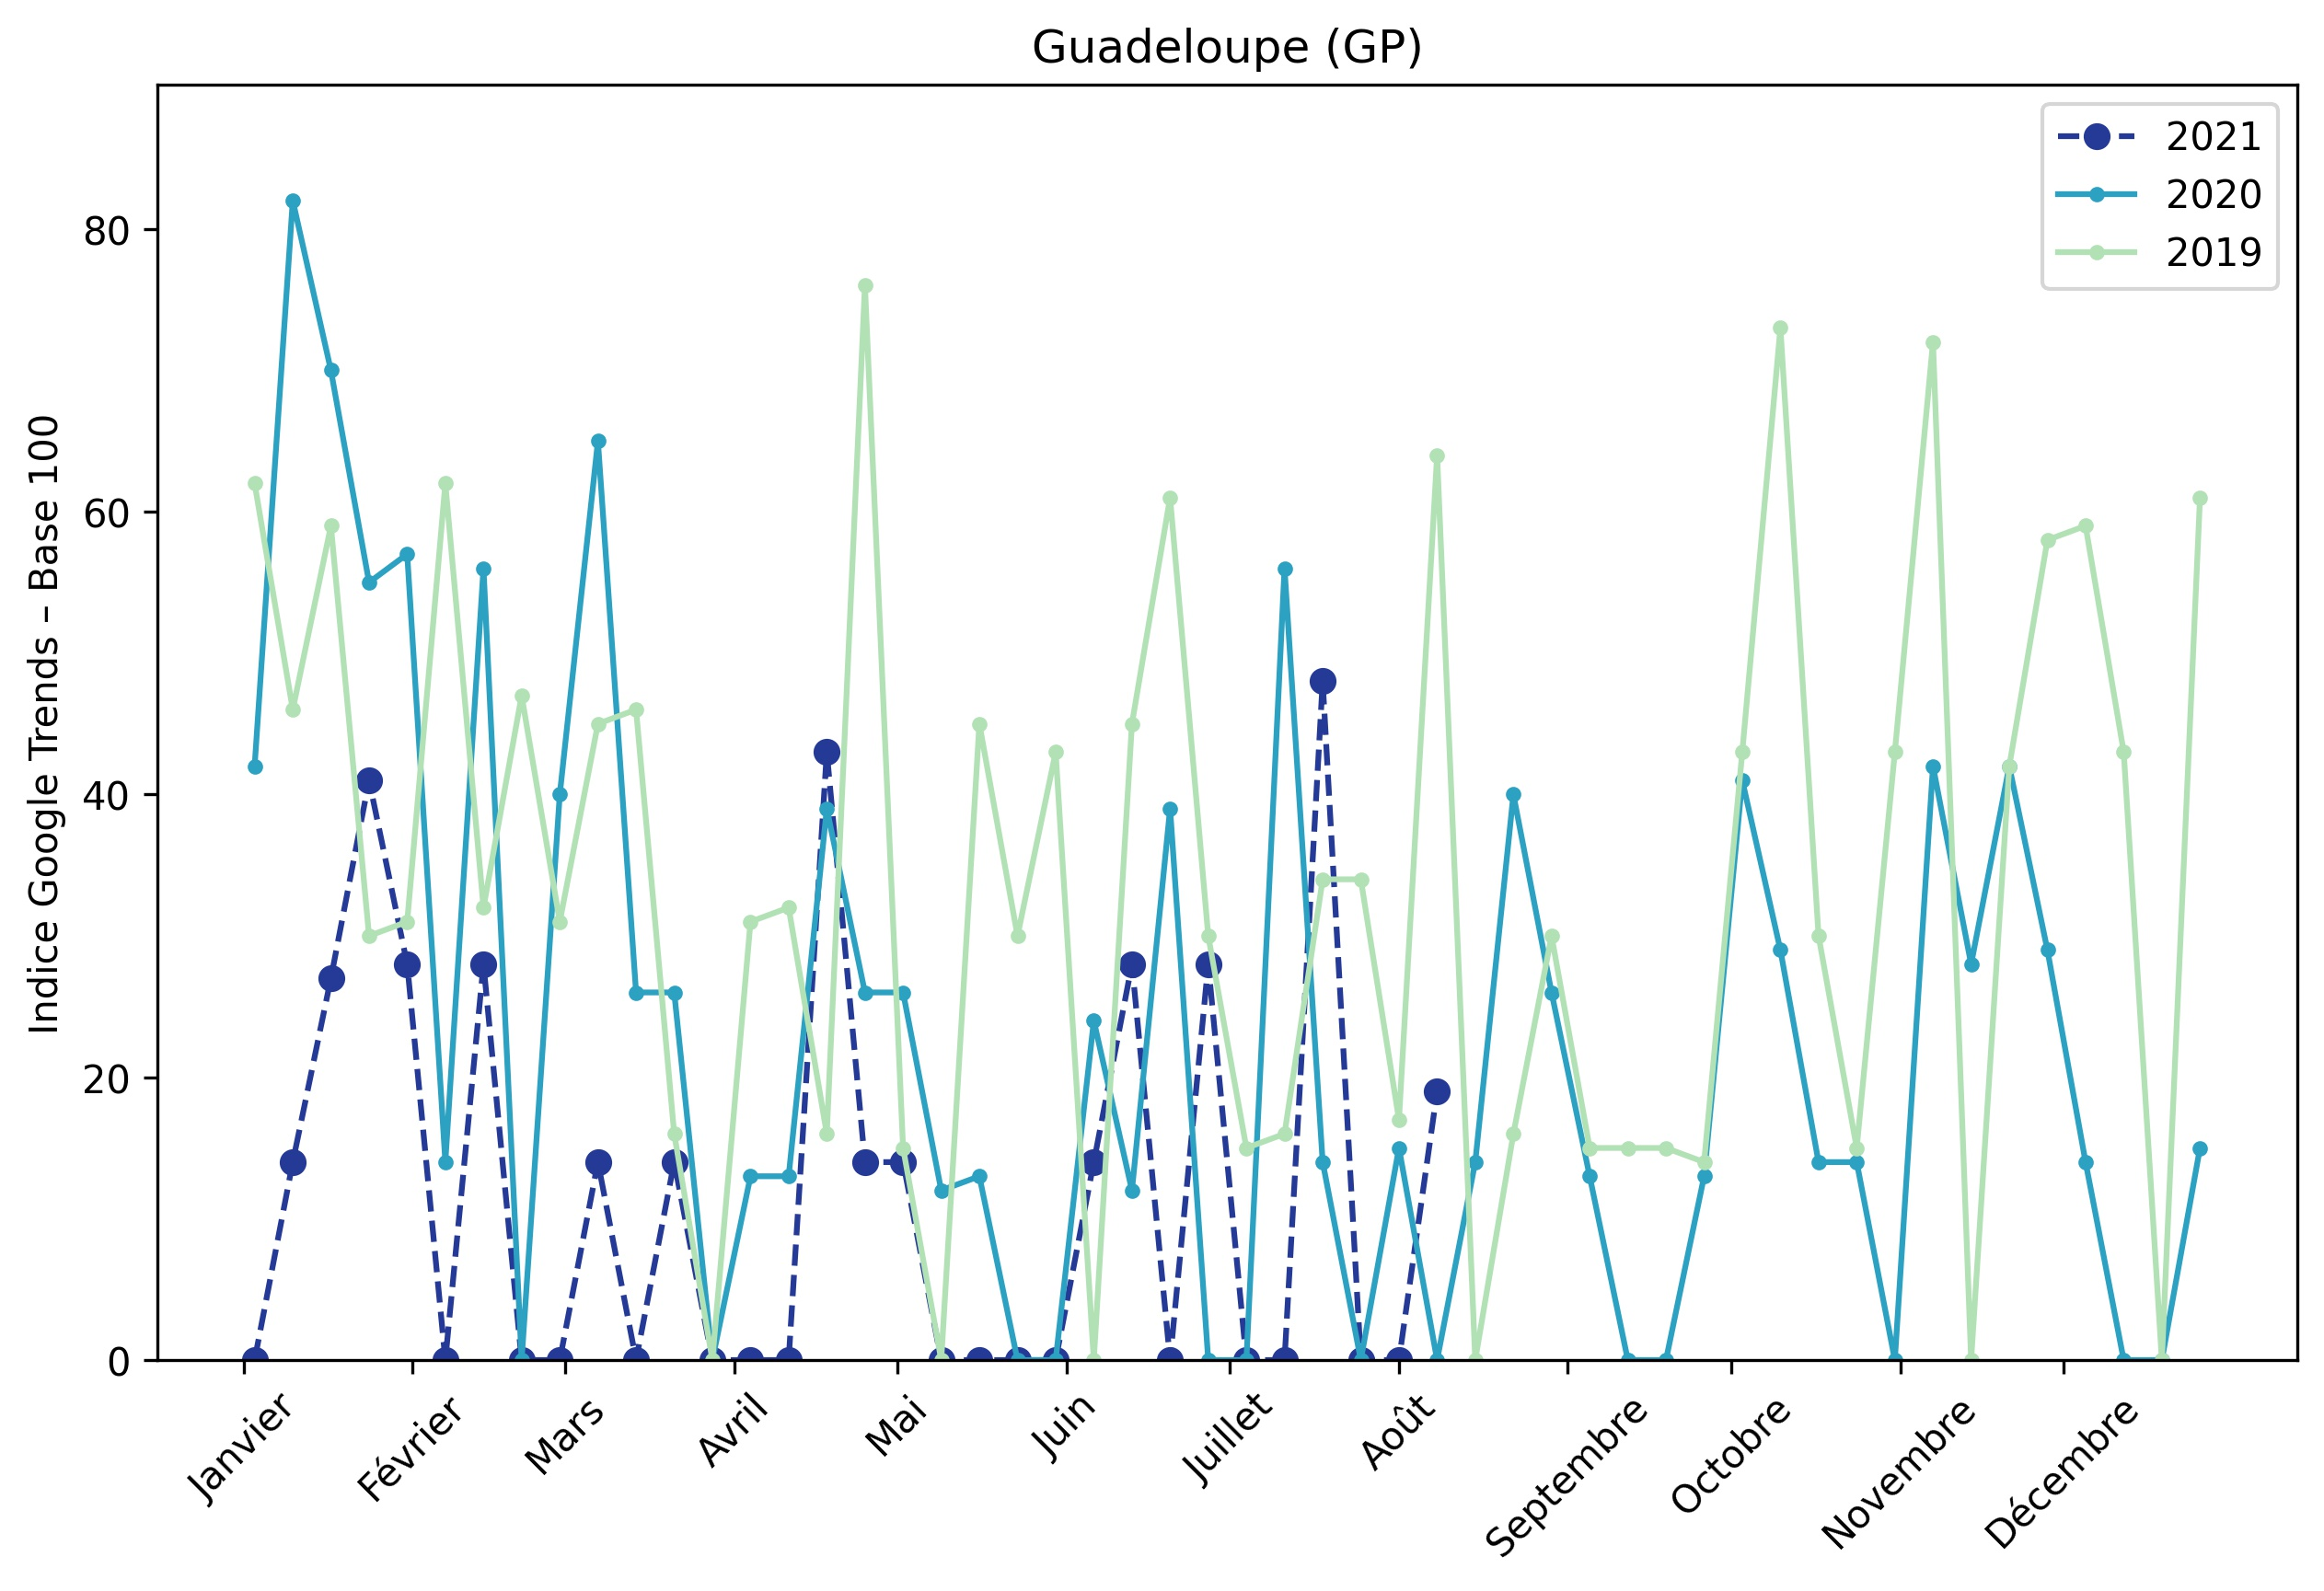 Guadeloupe (GP)
2021
2020
2019
Indice Google Trends – Base 100
80
60
40
20
0
Janvier
Février
Mars
Avril
Mai
Juin
Juillet
Août
Septembre
Octobre
Novembre
Décembre